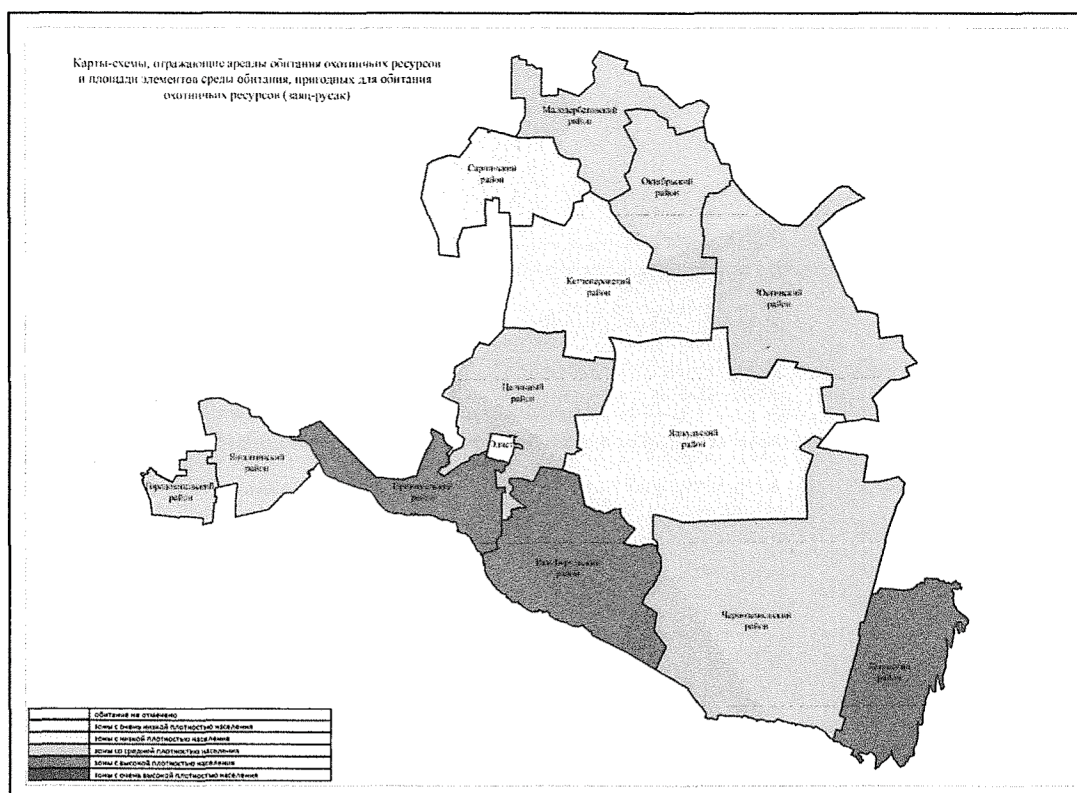 Карты-схемы, отражающие ареалы обитания охотничьих ресурсов
и площади элементов среды обитания, пригодных для обитания
охотничьих ресурсов (заяц-русак)
Малодербетовский
район
Сарпинский
район
Октябрьский
район
Кетченеровский
район
Юстинский
район
Целинный
район
Элиста
Яшкульский
район
Яшалтинский
район
Городовиковский
район
Приютненский
район
Ики-Бурульский
район
Черноземельский
район
Лаганский
район
обитание не отмечено
зоны с очень низкой плотностью населения
зоны с низкой плотностью населения
зоны со средней плотностью населения
зоны с высокой плотностью населения
зоны с очень высокой плотностью населения